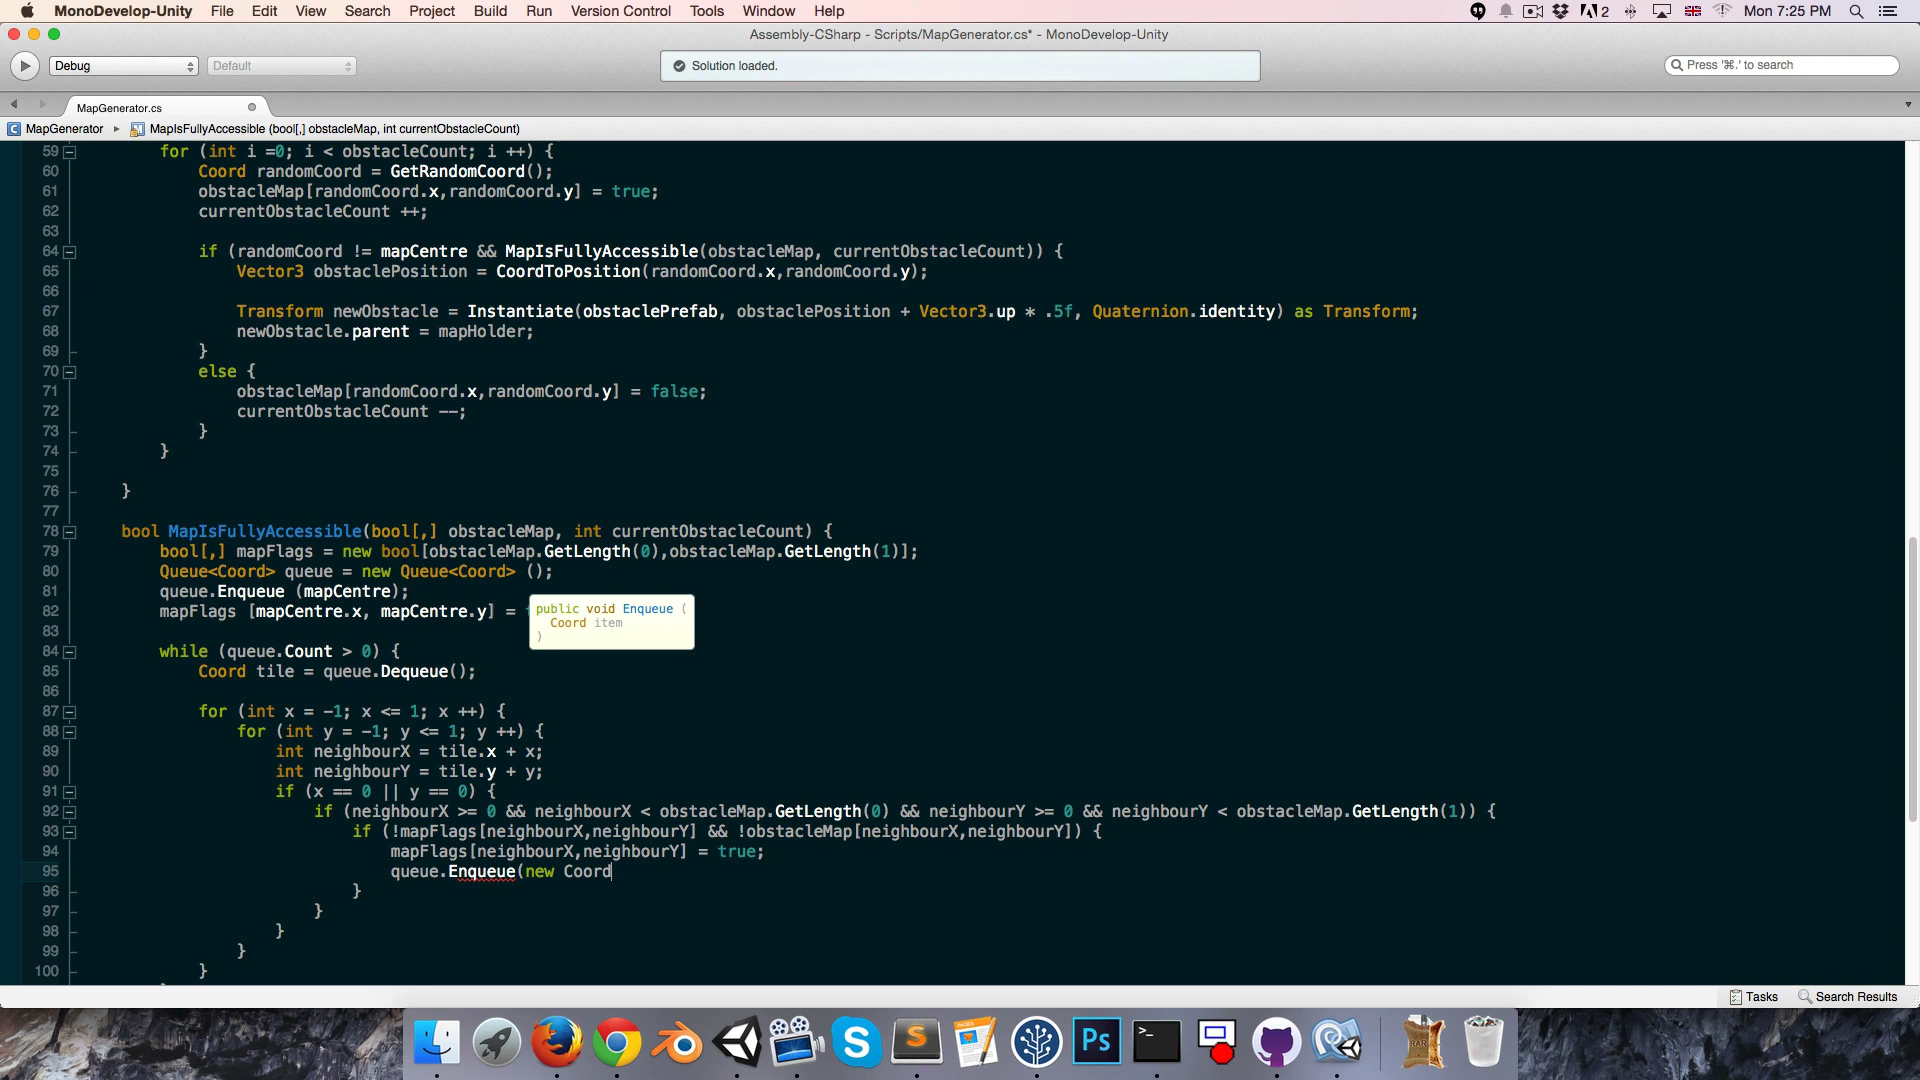 MonoDevelop-Unity File Edit View Search Project Build Run Version Control Tools Window Help 2 Mon 7:25 PM
Assembly-CSharp - Scripts/MapGenerator.cs* - MonoDevelop-Unity
Debug Default Solution loaded. Press '⌘.' to search
MapGenerator.cs
MapGenerator ▸ MapIsFullyAccessible (bool[,] obstacleMap, int currentObstacleCount)
59 for (int i =0; i < obstacleCount; i ++) {
60 Coord randomCoord = GetRandomCoord();
61 obstacleMap[randomCoord.x,randomCoord.y] = true;
62 currentObstacleCount ++;
63
64 if (randomCoord != mapCentre && MapIsFullyAccessible(obstacleMap, currentObstacleCount)) {
65 Vector3 obstaclePosition = CoordToPosition(randomCoord.x,randomCoord.y);
66
67 Transform newObstacle = Instantiate(obstaclePrefab, obstaclePosition + Vector3.up * .5f, Quaternion.identity) as Transform;
68 newObstacle.parent = mapHolder;
69 }
70 else {
71 obstacleMap[randomCoord.x,randomCoord.y] = false;
72 currentObstacleCount --;
73 }
74 }
75
76 }
77
78 bool MapIsFullyAccessible(bool[,] obstacleMap, int currentObstacleCount) {
79 bool[,] mapFlags = new bool[obstacleMap.GetLength(0),obstacleMap.GetLength(1)];
80 Queue<Coord> queue = new Queue<Coord> ();
81 queue.Enqueue (mapCentre);
82 mapFlags [mapCentre.x, mapCentre.y] =
public void Enqueue (
Coord item
)
83
84 while (queue.Count > 0) {
85 Coord tile = queue.Dequeue();
86
87 for (int x = -1; x <= 1; x ++) {
88 for (int y = -1; y <= 1; y ++) {
89 int neighbourX = tile.x + x;
90 int neighbourY = tile.y + y;
91 if (x == 0 || y == 0) {
92 if (neighbourX >= 0 && neighbourX < obstacleMap.GetLength(0) && neighbourY >= 0 && neighbourY < obstacleMap.GetLength(1)) {
93 if (!mapFlags[neighbourX,neighbourY] && !obstacleMap[neighbourX,neighbourY]) {
94 mapFlags[neighbourX,neighbourY] = true;
95 queue.Enqueue(new Coord
96 }
97 }
98 }
99 }
100 }
Tasks Search Results
S PAGES >_ Ps RAR